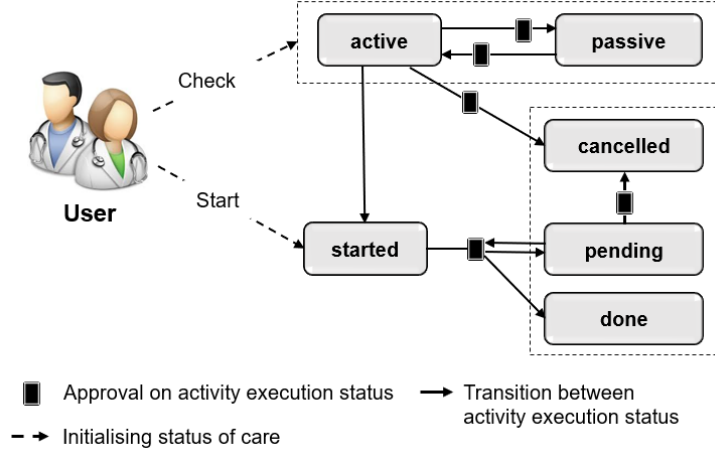 active
passive
Check
cancelled
User
Start
started
pending
done
Approval on activity execution status
Transition between
activity execution status
Initialising status of care